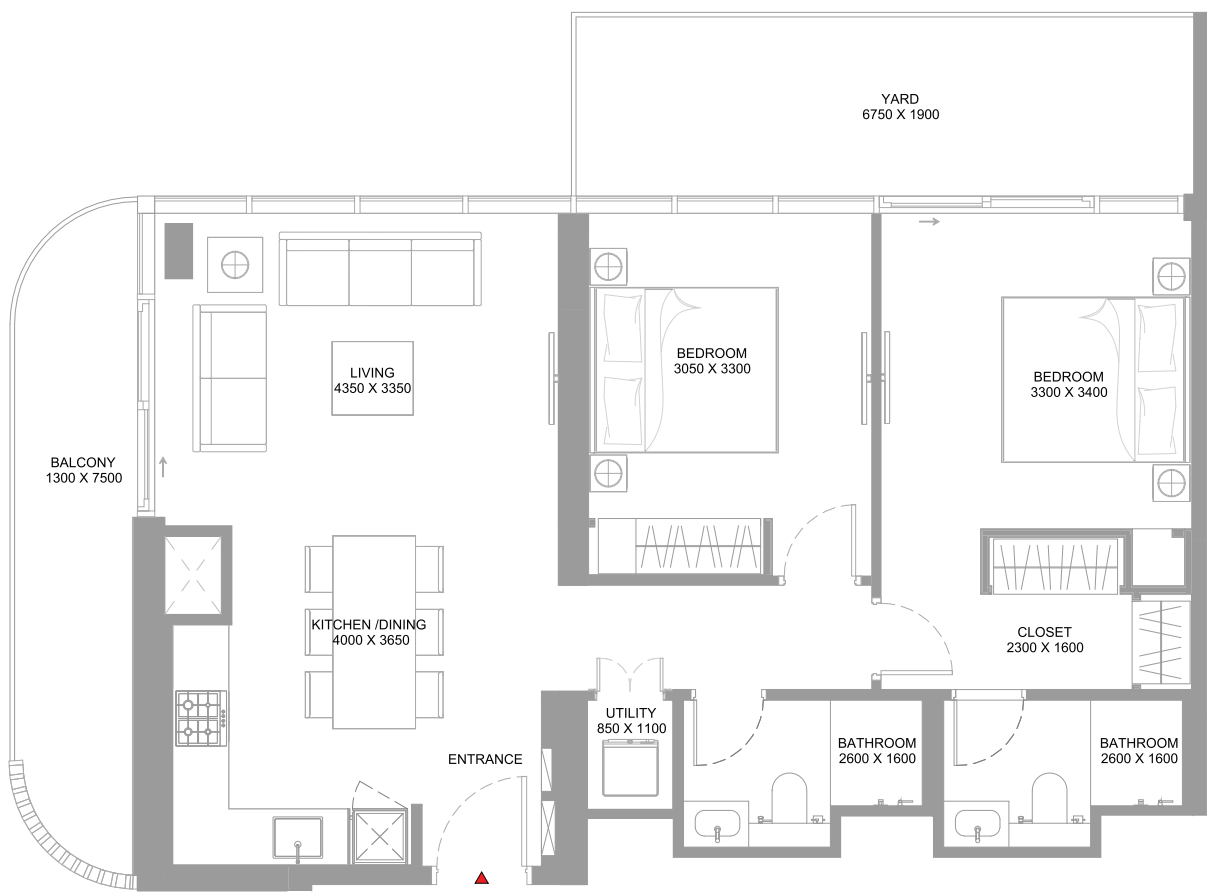 YARD
6750 X 1900
BEDROOM
3050 X 3300
LIVING
4350 X 3350
BEDROOM
3300 X 3400
BALCONY
1300 X 7500
KITCHEN /DINING
4000 X 3650
CLOSET
2300 X 1600
UTILITY
850 X 1100
ENTRANCE
BATHROOM
2600 X 1600
BATHROOM
2600 X 1600